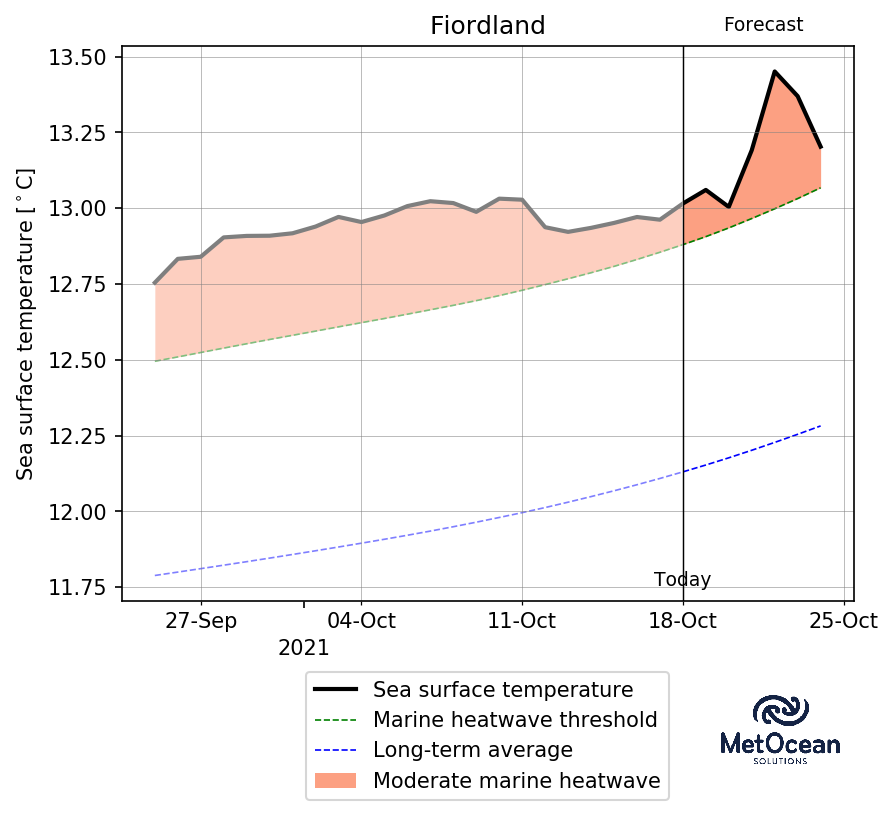 Fiordland
Forecast
Sea surface temperature [°C]
13.50
13.25
13.00
12.75
12.50
12.25
12.00
11.75
Today
27-Sep
04-Oct
11-Oct
18-Oct
25-Oct
2021
Sea surface temperature
Marine heatwave threshold
Long-term average
Moderate marine heatwave
MetOcean
SOLUTIONS